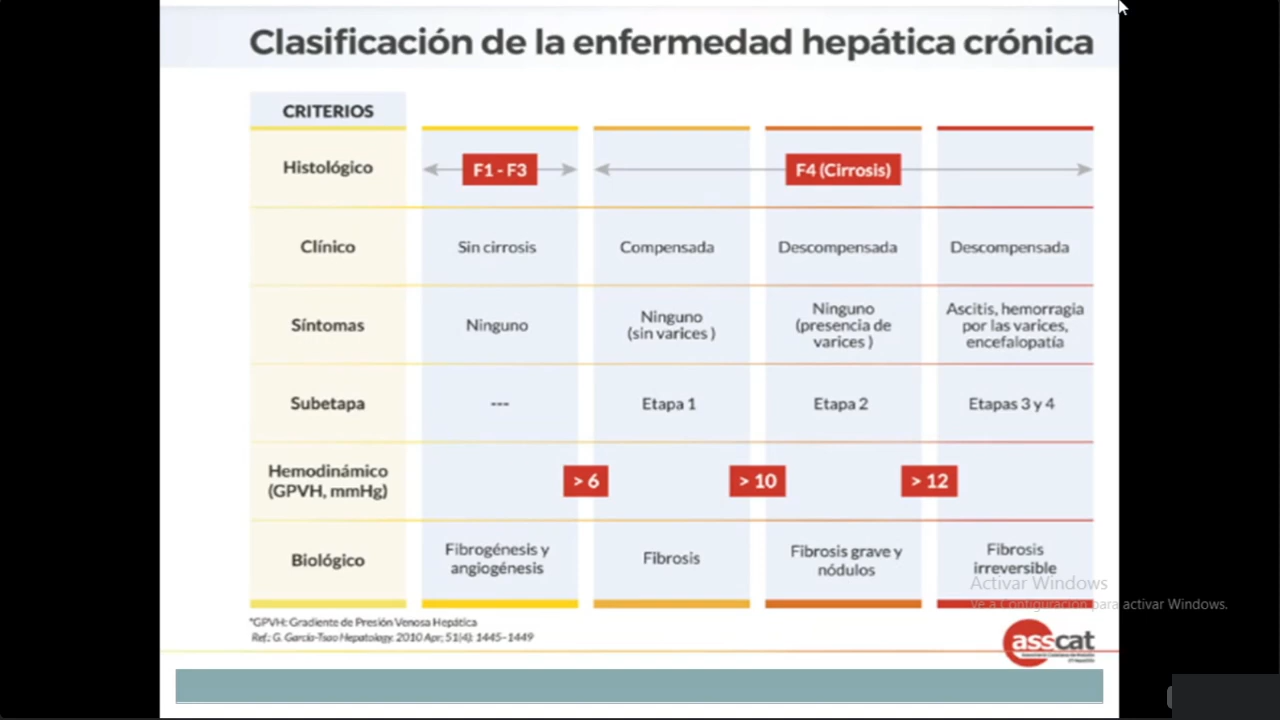 Clasificación de la enfermedad hepática crónica
CRITERIOS
Histológico
F1 - F3
F4 (Cirrosis)
Clínico
Sin cirrosis
Compensada
Descompensada
Descompensada
Síntomas
Ninguno
Ninguno
(sin varices )
Ninguno
(presencia de
varices )
Ascitis, hemorragia
por las varices,
encefalopatía
Subetapa
---
Etapa 1
Etapa 2
Etapas 3 y 4
Hemodinámico
(GPVH, mmHg)
> 6
> 10
> 12
Biológico
Fibrogénesis y
angiogénesis
Fibrosis
Fibrosis grave y
nódulos
Fibrosis
irreversible
Activar Windows
Ve a Configuración para activar Windows.
*GPVH: Gradiente de Presión Venosa Hepática
Ref.: G. García-Tsao Hepatology. 2010 Apr; 51(4): 1445–1449
asscat